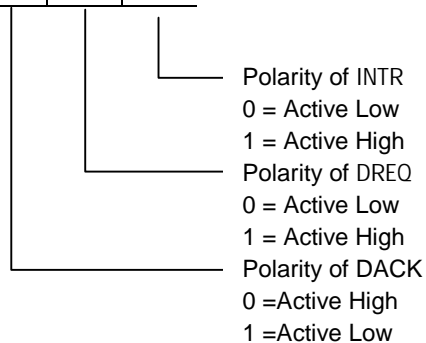 Polarity of INTR
0 = Active Low
1 = Active High
Polarity of DREQ
0 = Active Low
1 = Active High
Polarity of DACK
0 =Active High
1 =Active Low